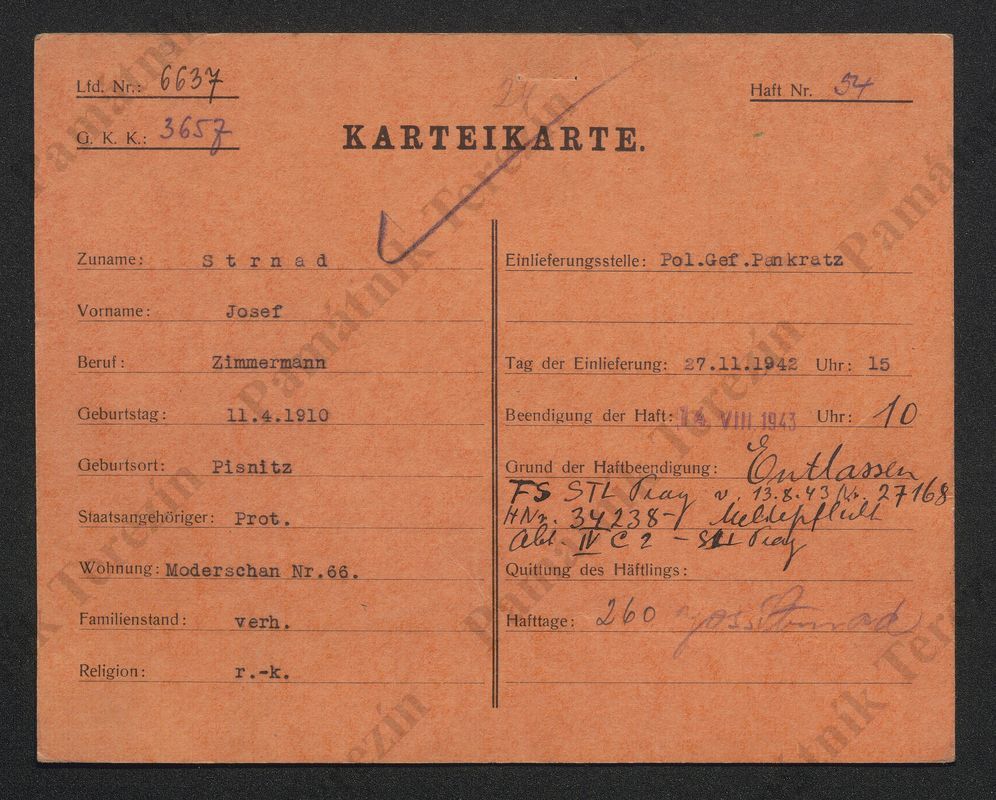 Lfd. Nr.: 6637
G. K. K.: 3657
24
Haft Nr. 54
KARTEIKARTE.
Zuname: Strnad
Vorname: Josef
Beruf: Zimmermann
Geburtstag: 11.4.1910
Geburtsort: Pisnitz
Staatsangehöriger: Prot.
Wohnung: Moderschan Nr.66.
Familienstand: verh.
Religion: r.-k.
Einlieferungsstelle: Pol.Gef.Pankratz
Tag der Einlieferung: 27.11.1942 Uhr: 15
Beendigung der Haft: 14 VIII. 1943 Uhr: 10
Grund der Haftbeendigung: Entlassen
FS STL Prag v. 13.8.43 Nr. 27168
HNr. 34238- Meldepflicht
Abt. IV C 2 - Stl Prag
Quittung des Häftlings:
Hafttage: 260 Strnad
Památník Terezín